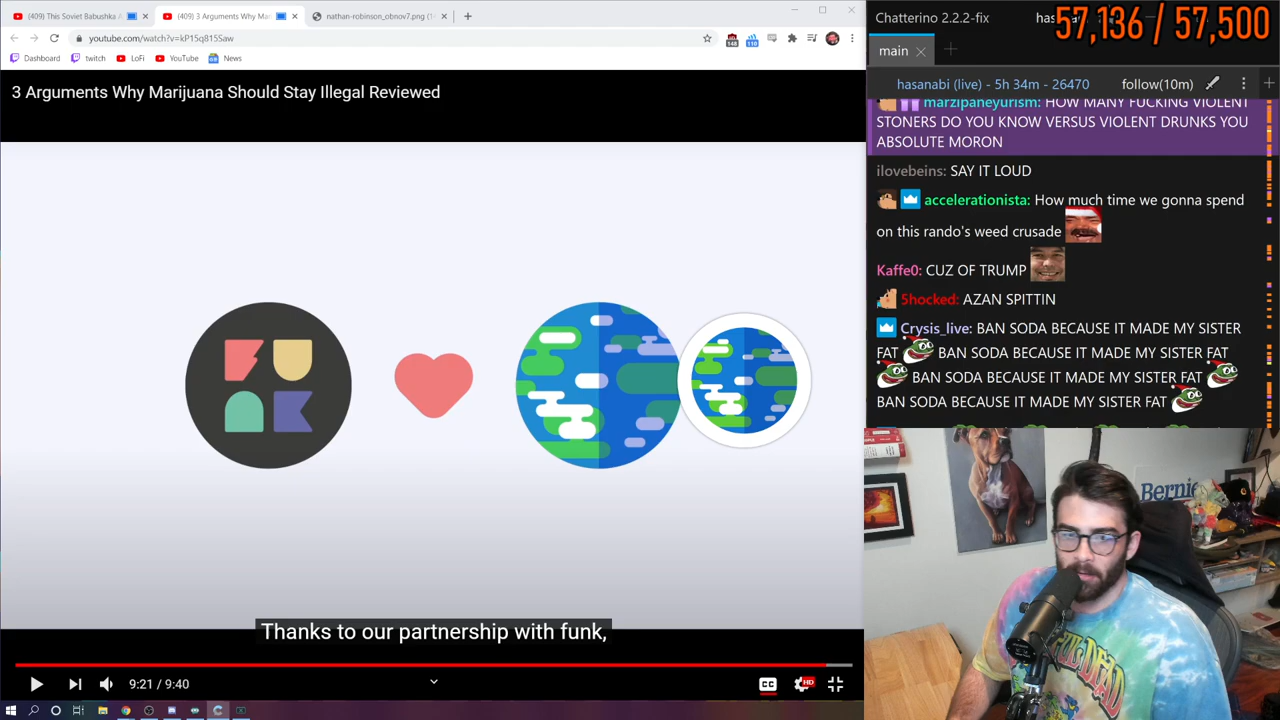 (409) This Soviet Babushka A
(409) 3 Arguments Why Mari
nathan-robinson_obnov7.png (1
youtube.com/watch?v=kP15q815Saw
Dashboard
twitch
LoFi
YouTube
News
3 Arguments Why Marijuana Should Stay Illegal Reviewed
FUNK
Thanks to our partnership with funk,
9:21 / 9:40
CC
HD
Chatterino 2.2.2-fix
has
57,136 / 57,500
main
hasanabi (live) - 5h 34m - 26470
follow(10m)
marzipaneyurism: HOW MANY FUCKING VIOLENT
STONERS DO YOU KNOW VERSUS VIOLENT DRUNKS YOU
ABSOLUTE MORON
ilovebeins: SAY IT LOUD
accelerationista: How much time we gonna spend
on this rando's weed crusade
Kaffe0: CUZ OF TRUMP
5hocked: AZAN SPITTIN
Crysis_live: BAN SODA BECAUSE IT MADE MY SISTER
FAT BAN SODA BECAUSE IT MADE MY SISTER FAT
BAN SODA BECAUSE IT MADE MY SISTER FAT
BAN SODA BECAUSE IT MADE MY SISTER FAT
Bernie